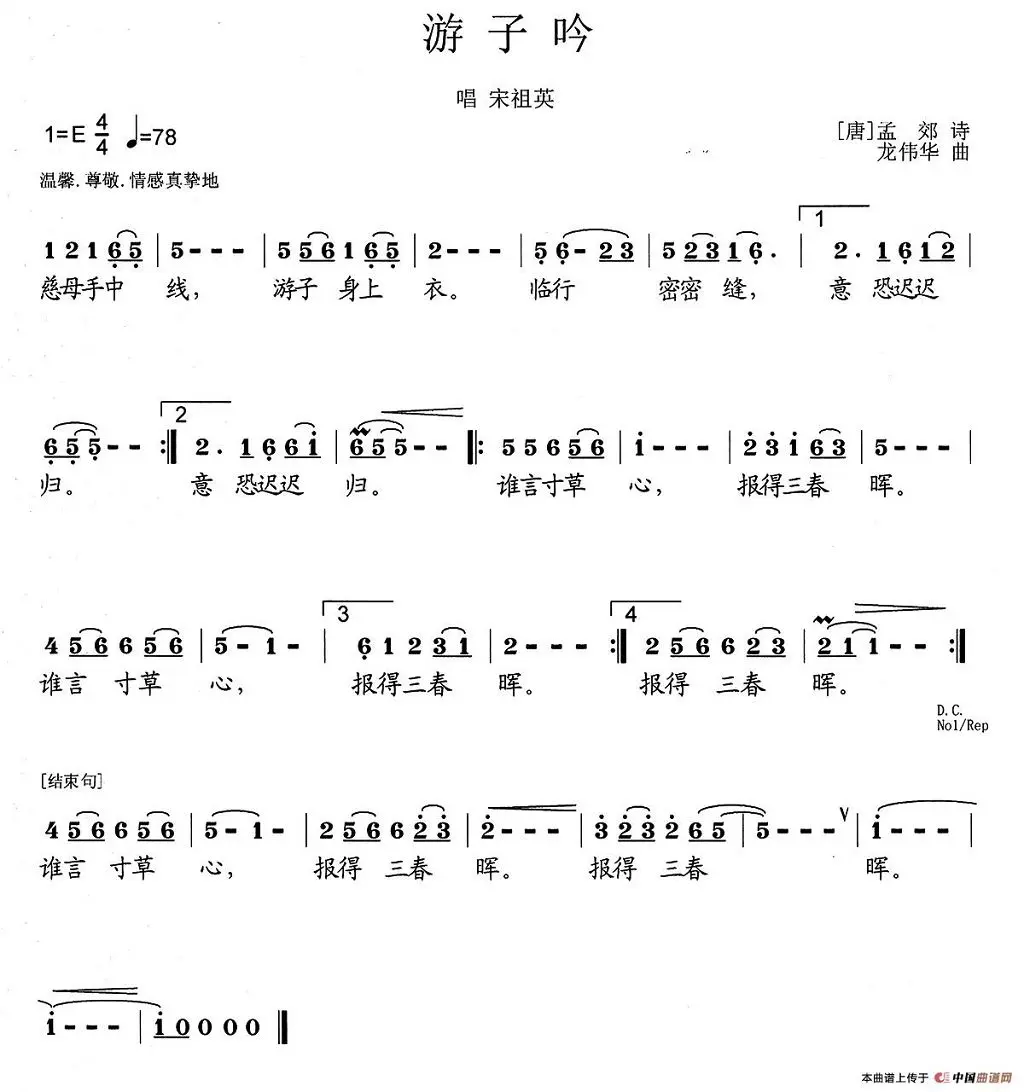 游子吟
唱 宋祖英
1=E 4/4 ♩=78
[唐]孟 郊 诗
龙伟华 曲
温馨.尊敬.情感真挚地
1 2 1 6̣ 5̣ | 5 - - - | 5 5 6 1 6̣ 5̣ | 2 - - - | 5̣ 6̣ - 2 3 | 5 2 3 1 6̣ . | 1 2 . 1 6̣ 1 2 |
慈母手中 线, 游子 身上 衣。 临行 密密 缝, 意 恐迟迟
6̣ 5̣ 5̣ - - :| 2 2 . 1 6̣ 6 i | 6 5 5 - - |: 5 5 6 5 6 | i - - - | 2̇ 3̇ i 6 3 | 5 - - - |
归。 意 恐迟迟 归。 谁言寸草 心, 报得三春 晖。
4 5 6 6 5 6 | 5 - 1 - | 3 6̣ 1 2 3 1 | 2 - - - :| 4 2 5 6 6 2 3 | 2 1 1 - - :|
谁言 寸草 心, 报得三春 晖。 报得 三春 晖。
D.C.
No1/Rep
[结束句]
4 5 6 6 5 6 | 5 - 1 - | 2 5 6 6 2̇ 3̇ | 2̇ - - - | 3̇ 2̇ 3̇ 2̇ 6 5 | 5 - - - V | i - - - |
谁言 寸草 心, 报得 三春 晖。 报得 三春 晖。
i - - - | i 0 0 0 0 ‖
本曲谱上传于 中国曲谱网